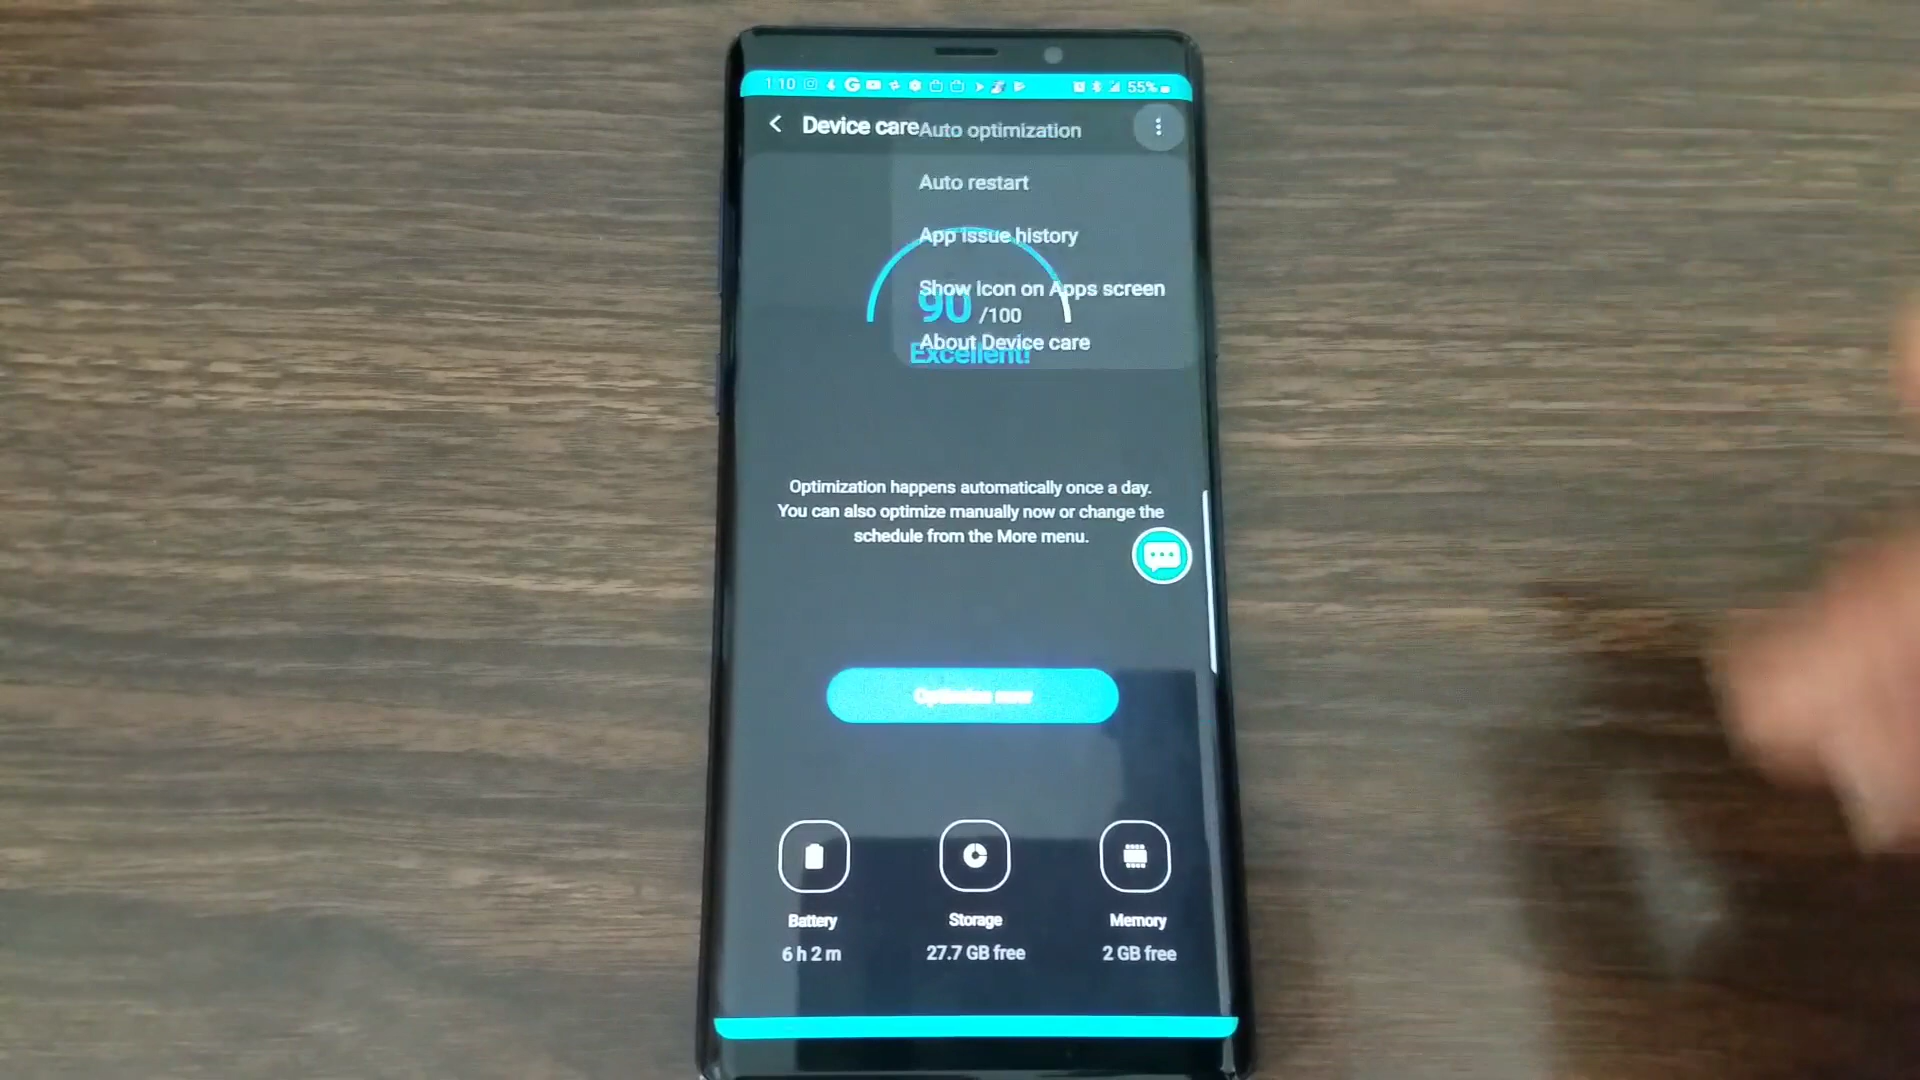 1 10
55%
Device care
Auto optimization
Auto restart
App issue history
Show icon on Apps screen
90 /100
About Device care
Excellent!
Optimization happens automatically once a day.
You can also optimize manually now or change the
schedule from the More menu.
Optimize now
Battery
Storage
Memory
6 h 2 m
27.7 GB free
2 GB free